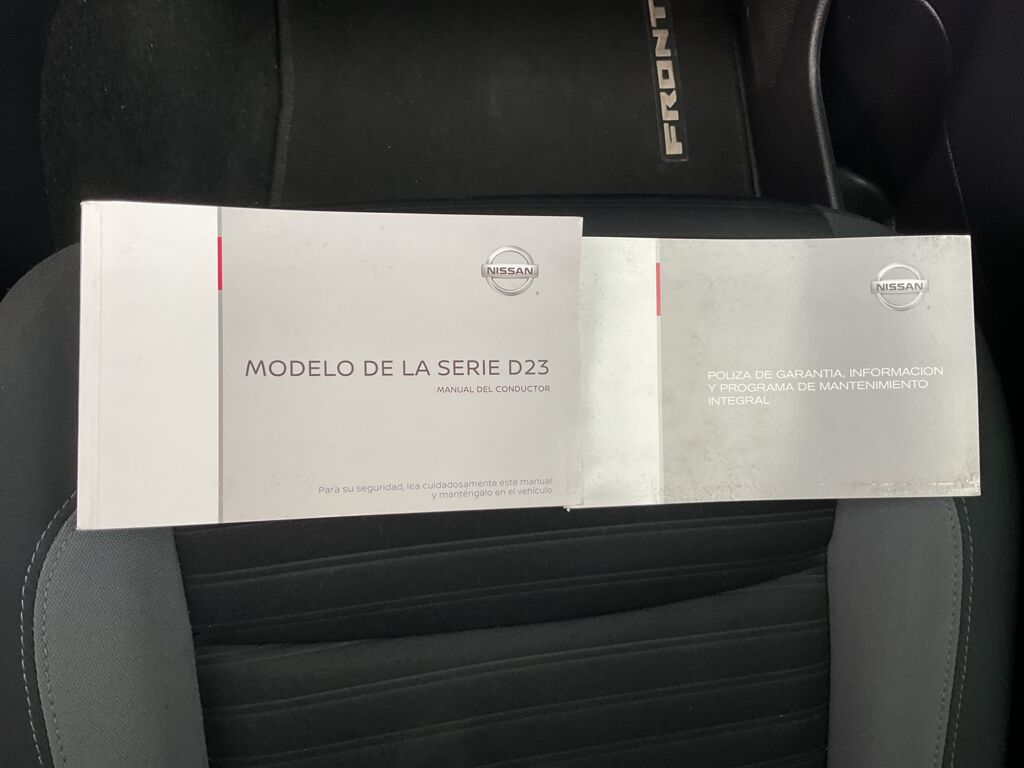 FRONT
NISSAN
MODELO DE LA SERIE D23
MANUAL DEL CONDUCTOR
Para su seguridad, lea cuidadosamente este manual
y manténgalo en el vehículo
NISSAN
POLIZA DE GARANTIA, INFORMACION
Y PROGRAMA DE MANTENIMIENTO
INTEGRAL